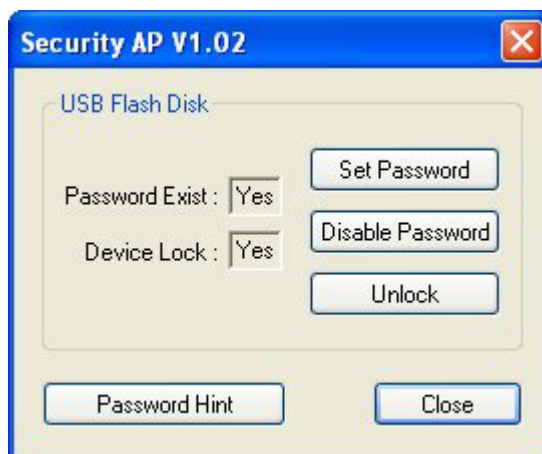 Security AP V1.02
USB Flash Disk
Password Exist : Yes
Device Lock : Yes
Set Password
Disable Password
Unlock
Password Hint
Close